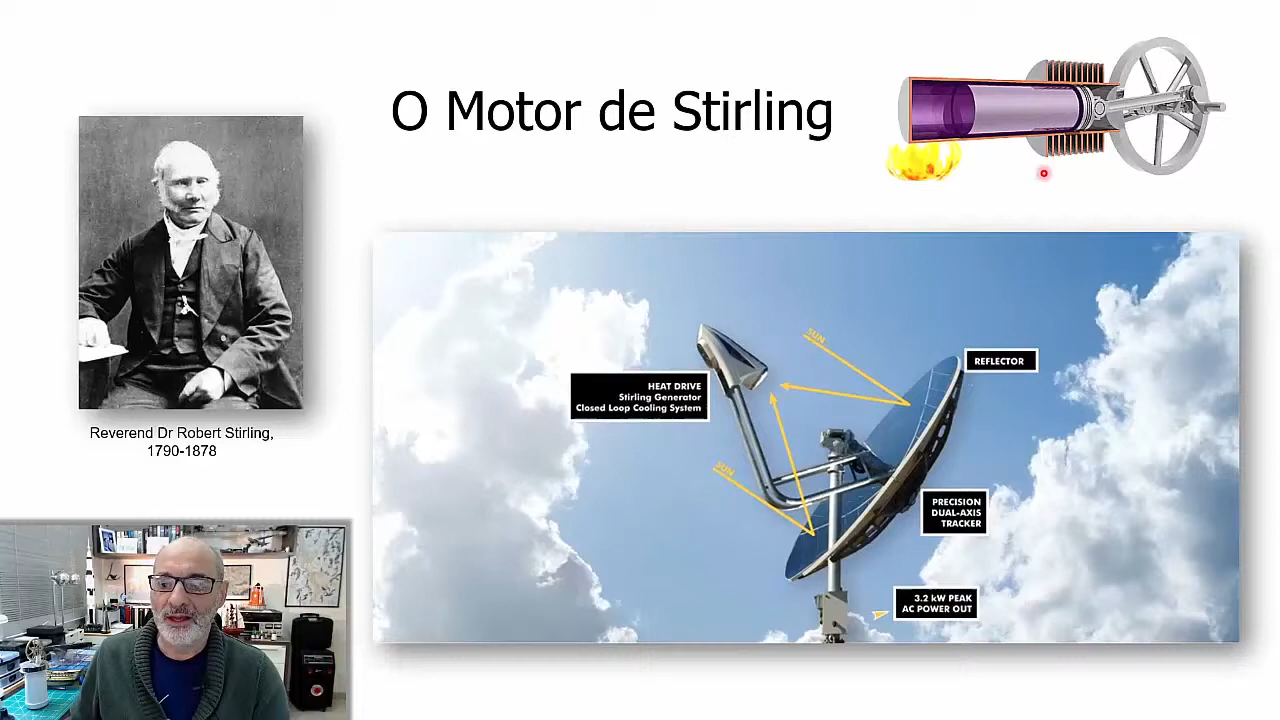 O Motor de Stirling
Reverend Dr Robert Stirling,
1790-1878
SUN
REFLECTOR
HEAT DRIVE
Stirling Generator
Closed Loop Cooling System
SUN
PRECISION
DUAL-AXIS
TRACKER
3.2 kW PEAK
AC POWER OUT